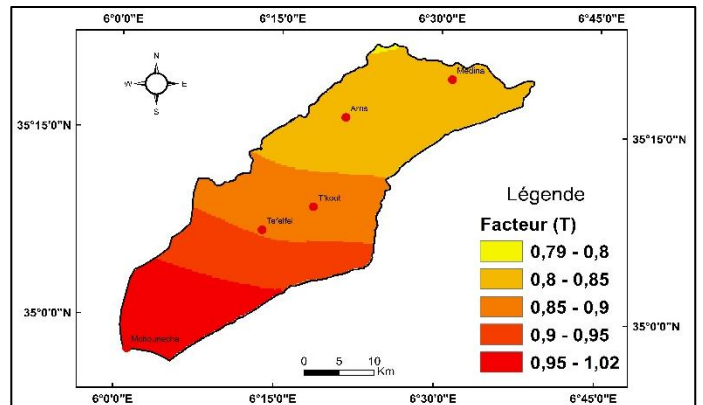 6°0'0"E 6°15'0"E 6°30'0"E 6°45'0"E
N
W E
S
Medina
Arris
35°15'0"N 35°15'0"N
T'kout
Légende
Facteur (T)
0,79 - 0,8
0,8 - 0,85
0,85 - 0,9
0,9 - 0,95
0,95 - 1,02
35°0'0"N 35°0'0"N
0 5 10
Km
6°0'0"E 6°15'0"E 6°30'0"E 6°45'0"E